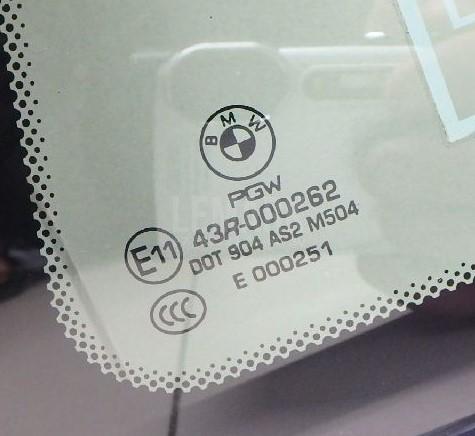 BMW
PGW
E11 43R-000262
DOT 904 AS2 M504
E 000251
CCC